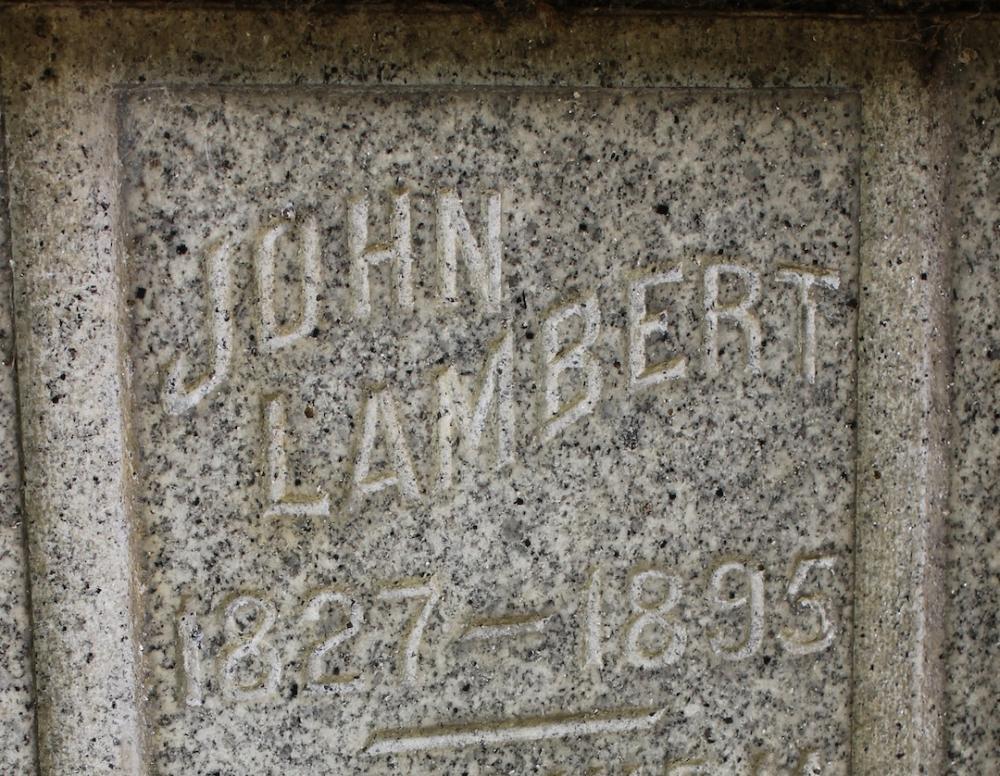 JOHN
LAMBERT
1827 — 1895